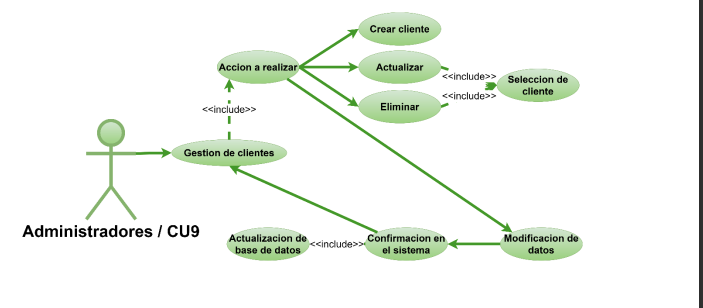 Crear cliente
Accion a realizar
Actualizar
<<include>>
Seleccion de
cliente
<<include>>
Eliminar
<<include>>
Gestion de clientes
Administradores / CU9
Actualizacion de
base de datos
<<include>>
Confirmacion en
el sistema
Modificacion de
datos